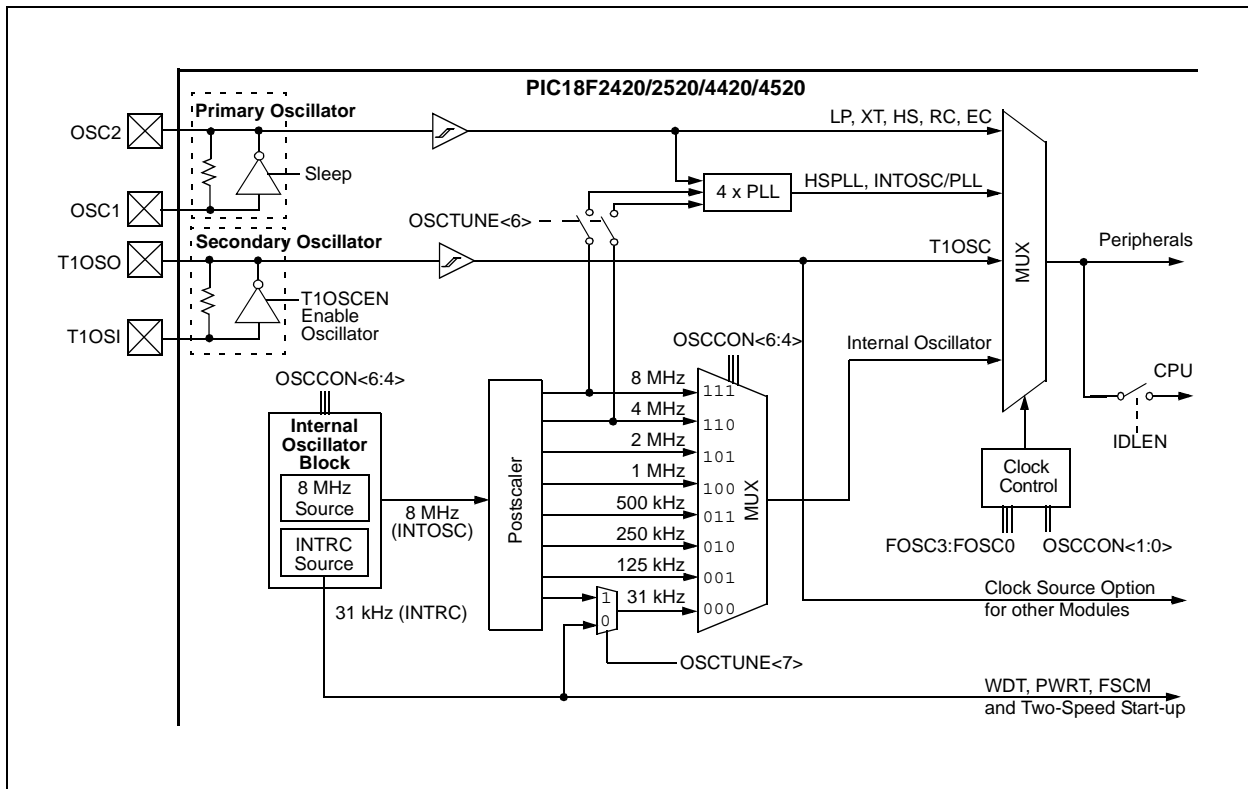 PIC18F2420/2520/4420/4520
Primary Oscillator
OSC2
Sleep
OSC1
LP, XT, HS, RC, EC
HSPLL, INTOSC/PLL
4 x PLL
OSCTUNE<6>
Secondary Oscillator
T1OSO
T1OSCEN
Enable
Oscillator
T1OSI
T1OSC
MUX
Peripherals
Internal Oscillator
CPU
IDLEN
Clock
Control
FOSC3:FOSC0
OSCCON<1:0>
Clock Source Option
for other Modules
OSCCON<6:4>
OSCCON<6:4>
Internal
Oscillator
Block
8 MHz
Source
INTRC
Source
8 MHz
(INTOSC)
31 kHz (INTRC)
Postscaler
8 MHz
111
4 MHz
110
2 MHz
101
1 MHz
100
500 kHz
011
250 kHz
010
125 kHz
001
1
0
31 kHz
000
MUX
OSCTUNE<7>
WDT, PWRT, FSCM
and Two-Speed Start-up